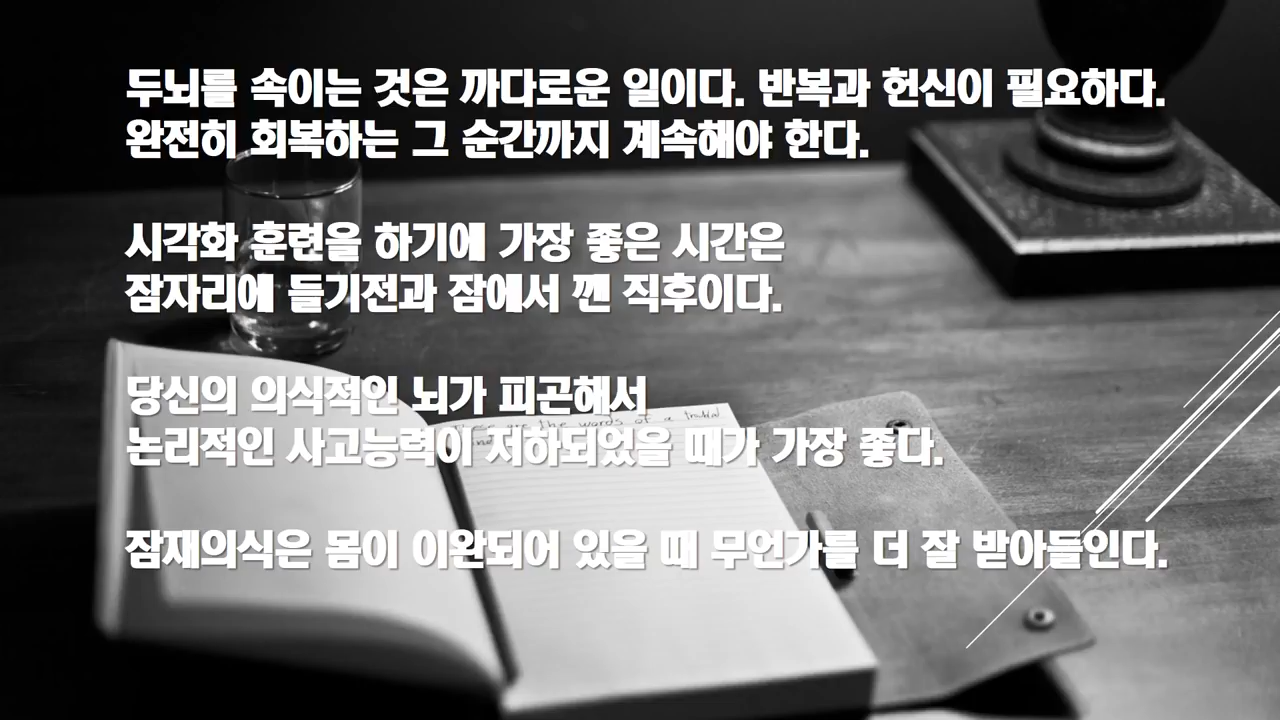 두뇌를 속이는 것은 까다로운 일이다. 반복과 헌신이 필요하다.
완전히 회복하는 그 순간까지 계속해야 한다.
시각화 훈련을 하기에 가장 좋은 시간은
잠자리에 들기전과 잠에서 깬 직후이다.
당신의 의식적인 뇌가 피곤해서
These are the words of a
논리적인 사고능력이 저하되었을 때가 가장 좋다.
잠재의식은 몸이 이완되어 있을 때 무언가를 더 잘 받아들인다.